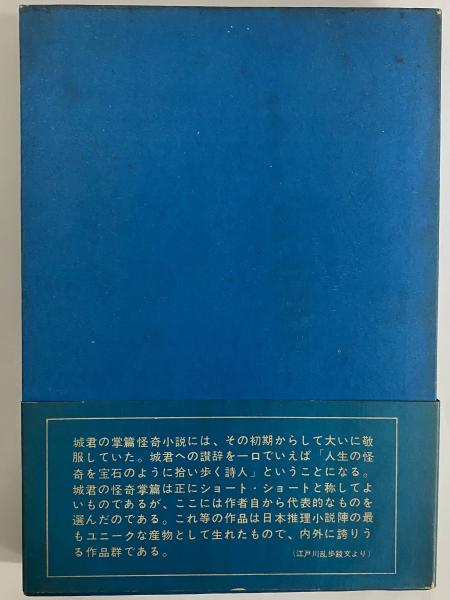 城君の掌篇怪奇小説には、その初期からして大いに敬
服していた。城君への讃辞を一口でいえば「人生の怪
奇を宝石のように拾い歩く詩人」ということになる。
城君の怪奇掌篇は正にショート・ショートと称してよ
いものであるが、ここには作者自から代表的なものを
選んだのである。これ等の作品は日本推理小説陣の最
もユニークな産物として生れたもので、内外に誇りう
る作品群である。
（江戸川乱歩跋文より）